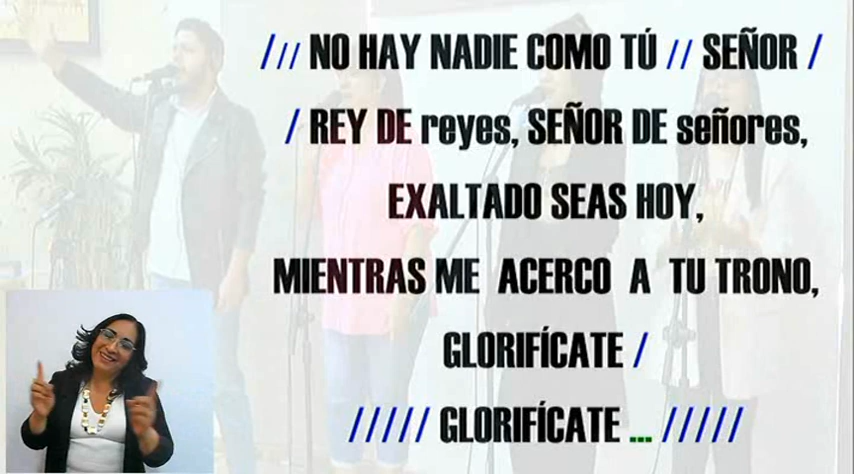 /// NO HAY NADIE COMO TÚ // SEÑOR /
/ REY DE reyes, SEÑOR DE señores,
EXALTADO SEAS HOY,
MIENTRAS ME ACERCO A TU TRONO,
GLORIFÍCATE /
///// GLORIFÍCATE ... /////